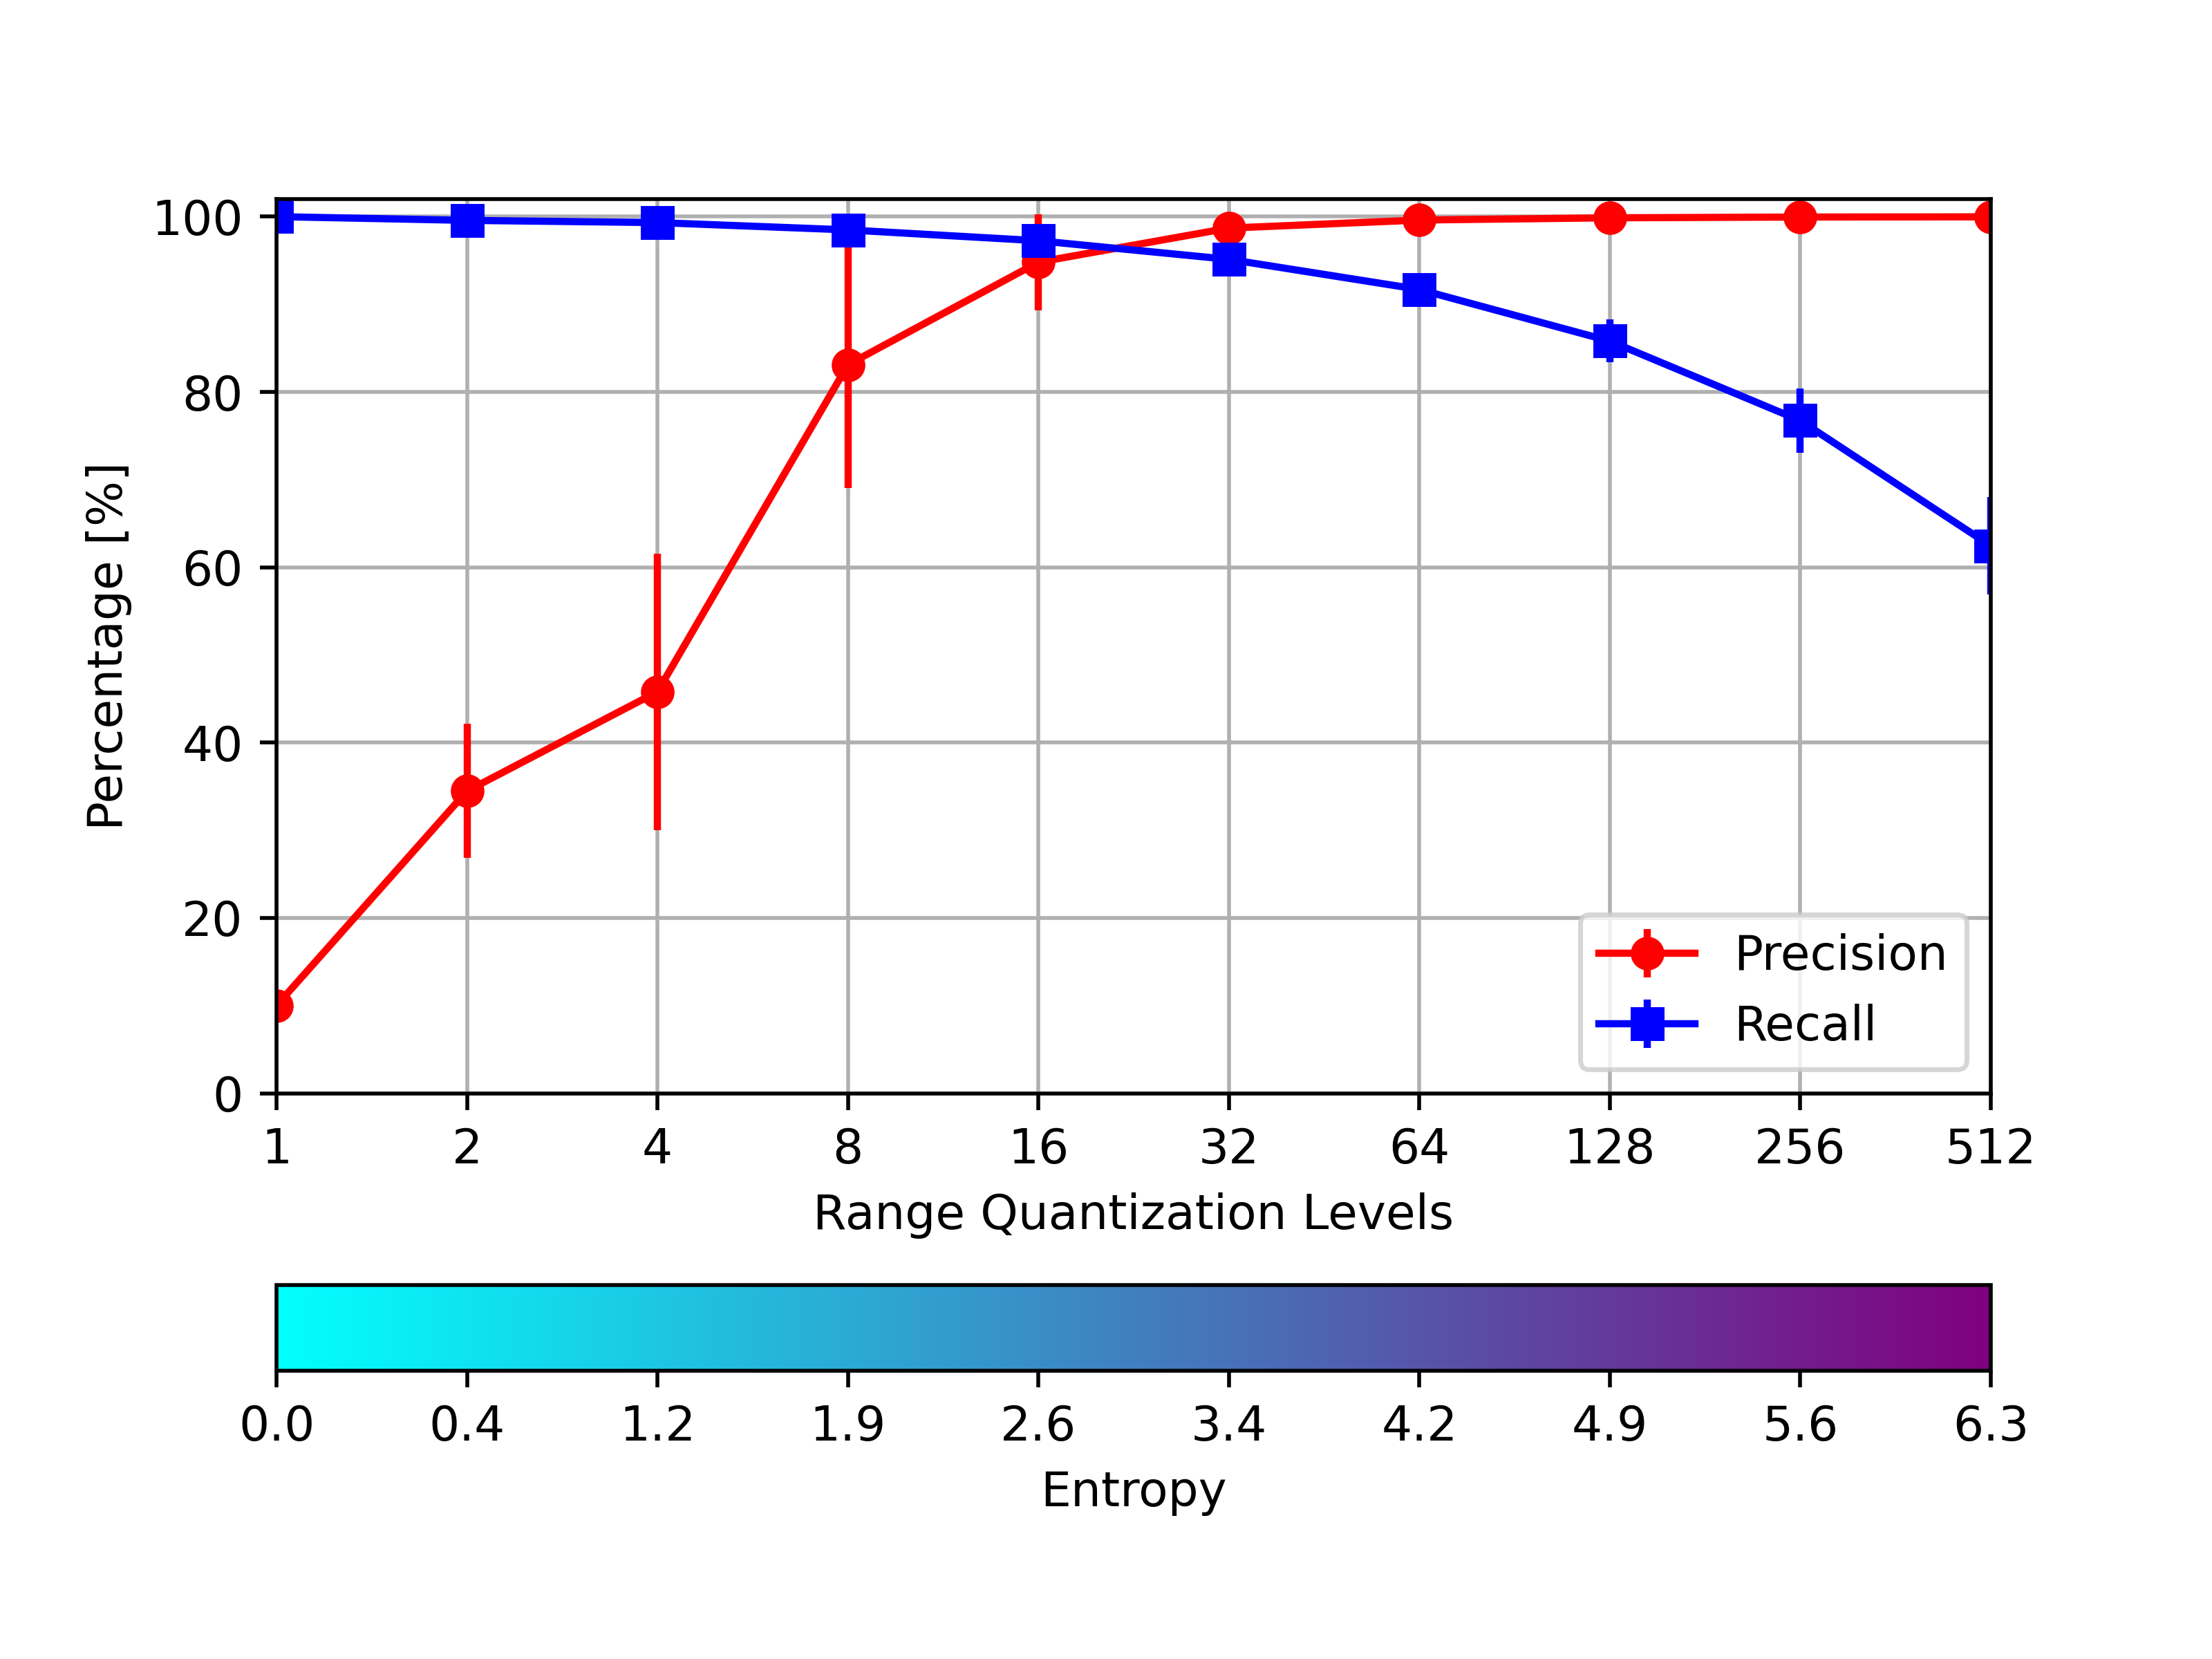 100
80
60
40
20
0
Percentage [%]
Precision
Recall
1 2 4 8 16 32 64 128 256 512
Range Quantization Levels
0.0 0.4 1.2 1.9 2.6 3.4 4.2 4.9 5.6 6.3
Entropy